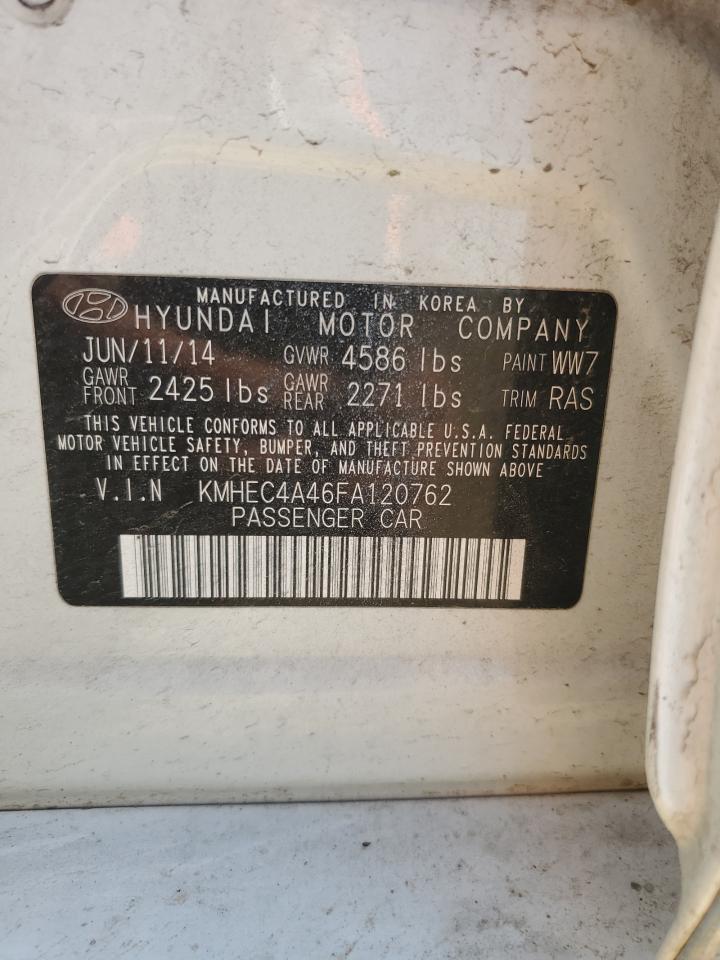 MANUFACTURED IN KOREA BY
HYUNDAI MOTOR COMPANY
JUN/11/14 GVWR 4586 lbs PAINT WW7
GAWR FRONT 2425 lbs GAWR REAR 2271 lbs TRIM RAS
THIS VEHICLE CONFORMS TO ALL APPLICABLE U.S.A. FEDERAL
MOTOR VEHICLE SAFETY, BUMPER, AND THEFT PREVENTION STANDARDS
IN EFFECT ON THE DATE OF MANUFACTURE SHOWN ABOVE
V.I.N KMHEC4A46FA120762
PASSENGER CAR